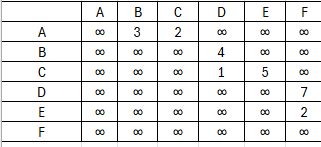 A B C D E F
A ∞ 3 2 ∞ ∞ ∞
B ∞ ∞ ∞ 4 ∞ ∞
C ∞ ∞ ∞ 1 5 ∞
D ∞ ∞ ∞ ∞ ∞ 7
E ∞ ∞ ∞ ∞ ∞ 2
F ∞ ∞ ∞ ∞ ∞ ∞